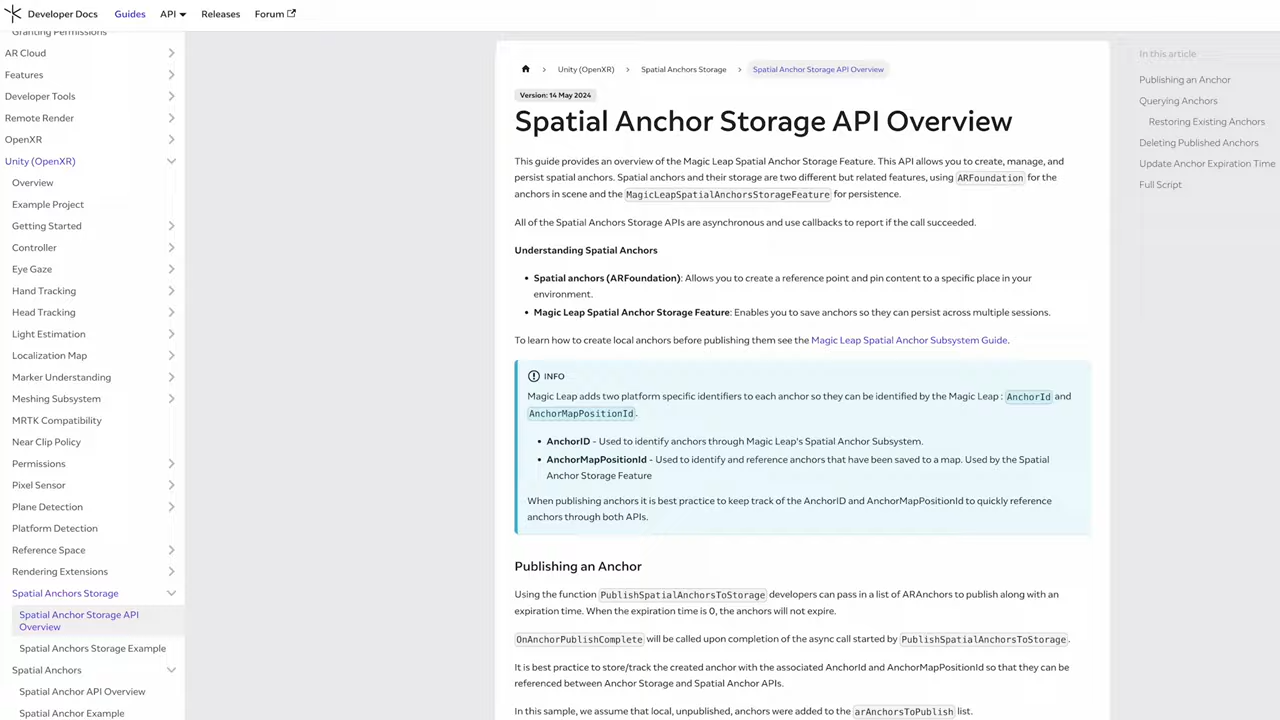 Developer Docs
Guides
API
Releases
Forum
Granting Permissions
AR Cloud
Features
Developer Tools
Remote Render
OpenXR
Unity (OpenXR)
Overview
Example Project
Getting Started
Controller
Eye Gaze
Hand Tracking
Head Tracking
Light Estimation
Localization Map
Marker Understanding
Meshing Subsystem
MRTK Compatibility
Near Clip Policy
Permissions
Pixel Sensor
Plane Detection
Platform Detection
Reference Space
Rendering Extensions
Spatial Anchors Storage
Spatial Anchor Storage API
Overview
Spatial Anchors Storage Example
Spatial Anchors
Spatial Anchor API Overview
Spatial Anchor Example
Unity (OpenXR)
Spatial Anchors Storage
Spatial Anchor Storage API Overview
Version: 14 May 2024
Spatial Anchor Storage API Overview
This guide provides an overview of the Magic Leap Spatial Anchor Storage Feature. This API allows you to create, manage, and
persist spatial anchors. Spatial anchors and their storage are two different but related features, using ARFoundation for the
anchors in scene and the MagicLeapSpatialAnchorsStorageFeature for persistence.
All of the Spatial Anchors Storage APIs are asynchronous and use callbacks to report if the call succeeded.
Understanding Spatial Anchors
• Spatial anchors (ARFoundation): Allows you to create a reference point and pin content to a specific place in your
environment.
• Magic Leap Spatial Anchor Storage Feature: Enables you to save anchors so they can persist across multiple sessions.
To learn how to create local anchors before publishing them see the Magic Leap Spatial Anchor Subsystem Guide.
INFO
Magic Leap adds two platform specific identifiers to each anchor so they can be identified by the Magic Leap : AnchorId and
AnchorMapPositionId.
• AnchorID - Used to identify anchors through Magic Leap's Spatial Anchor Subsystem.
• AnchorMapPositionId - Used to identify and reference anchors that have been saved to a map. Used by the Spatial
Anchor Storage Feature
When publishing anchors it is best practice to keep track of the AnchorID and AnchorMapPositionId to quickly reference
anchors through both APIs.
Publishing an Anchor
Using the function PublishSpatialAnchorsToStorage developers can pass in a list of ARAnchors to publish along with an
expiration time. When the expiration time is 0, the anchors will not expire.
OnAnchorPublishComplete will be called upon completion of the async call started by PublishSpatialAnchorsToStorage.
It is best practice to store/track the created anchor with the associated AnchorId and AnchorMapPositionId so that they can be
referenced between Anchor Storage and Spatial Anchor APIs.
In this sample, we assume that local, unpublished, anchors were added to the arAnchorsToPublish list.
In this article
Publishing an Anchor
Querying Anchors
Restoring Existing Anchors
Deleting Published Anchors
Update Anchor Expiration Time
Full Script